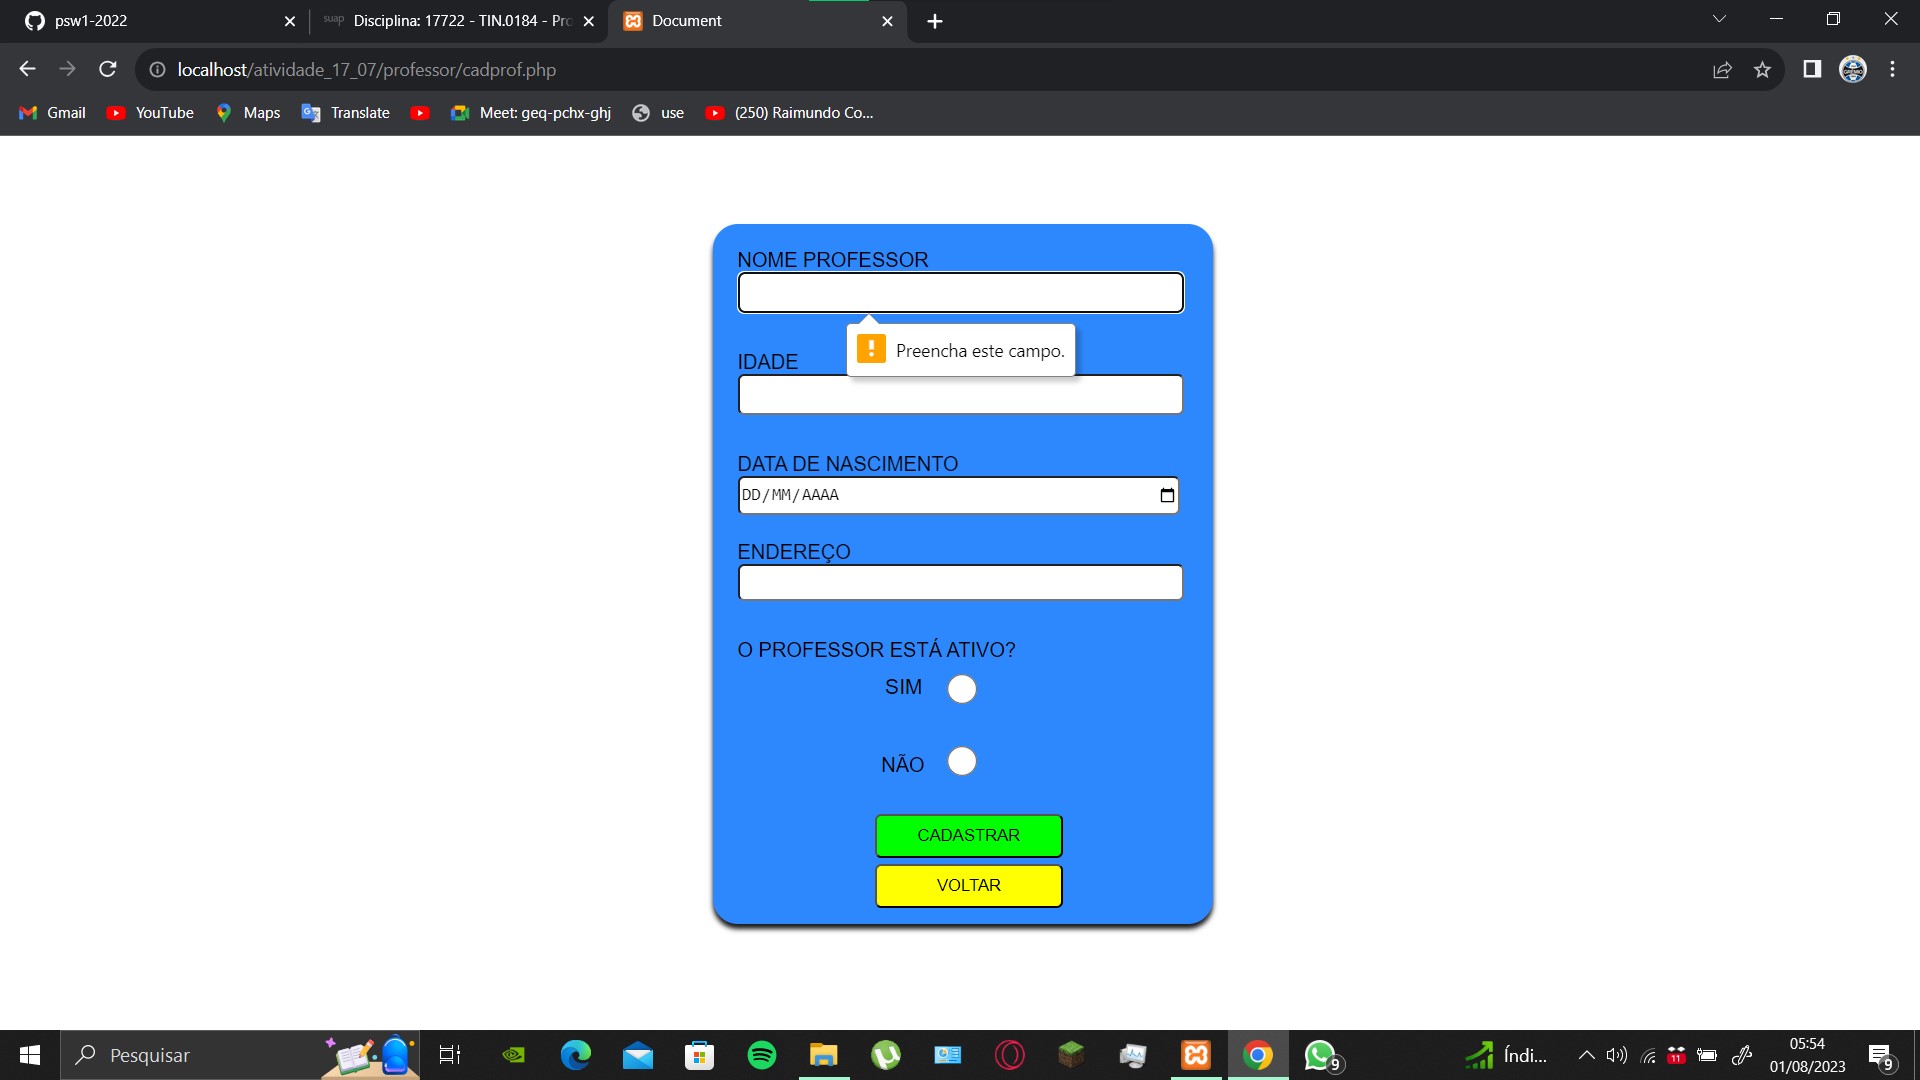 psw1-2022
suap Disciplina: 17722 - TIN.0184 - Pro
Document
localhost/atividade_17_07/professor/cadprof.php
Gmail
YouTube
Maps
Translate
Meet: geq-pchx-ghj
use
(250) Raimundo Co...
NOME PROFESSOR
Preencha este campo.
IDADE
DATA DE NASCIMENTO
DD/MM/AAAA
ENDEREÇO
O PROFESSOR ESTÁ ATIVO?
SIM
NÃO
CADASTRAR
VOLTAR
Pesquisar
9
Índi...
11
05:54
01/08/2023
9